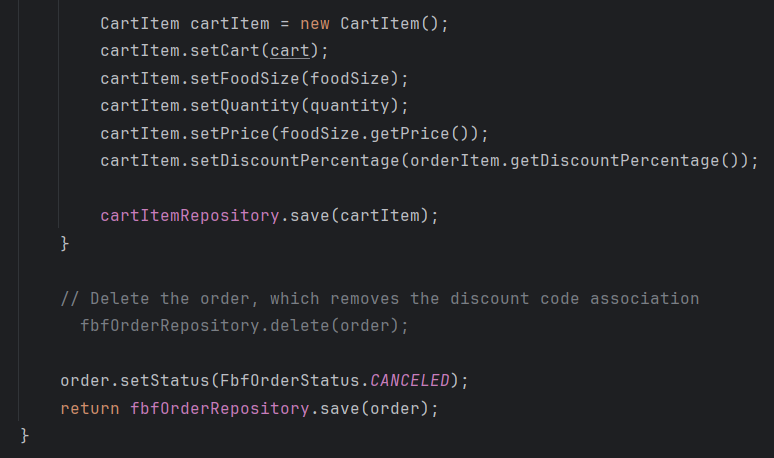 CartItem cartItem = new CartItem();
cartItem.setCart(cart);
cartItem.setFoodSize(foodSize);
cartItem.setQuantity(quantity);
cartItem.setPrice(foodSize.getPrice());
cartItem.setDiscountPercentage(orderItem.getDiscountPercentage());
cartItemRepository.save(cartItem);
}
// Delete the order, which removes the discount code association
fbfOrderRepository.delete(order);
order.setStatus(FbfOrderStatus.CANCELED);
return fbfOrderRepository.save(order);
}